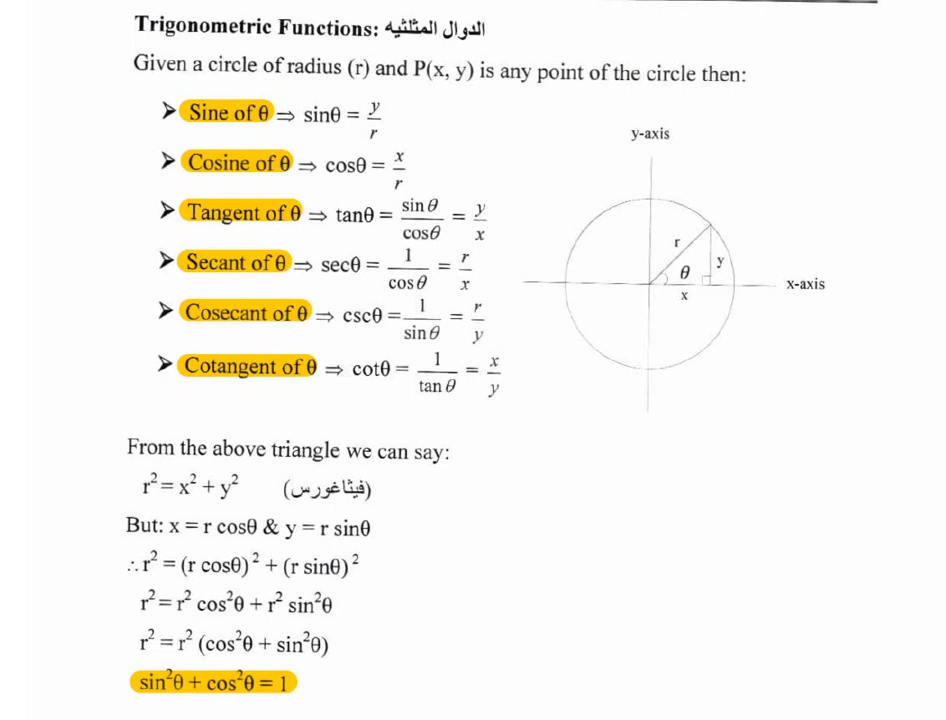 Trigonometric Functions: الدوال المثلثيه
Given a circle of radius (r) and P(x, y) is any point of the circle then:
➤ Sine of θ ⇒ sinθ = y/r
➤ Cosine of θ ⇒ cosθ = x/r
➤ Tangent of θ ⇒ tanθ = sinθ/cosθ = y/x
➤ Secant of θ ⇒ secθ = 1/cosθ = r/x
➤ Cosecant of θ ⇒ cscθ = 1/sinθ = r/y
➤ Cotangent of θ ⇒ cotθ = 1/tanθ = x/y
y-axis
r
θ
y
x
x-axis
From the above triangle we can say:
r² = x² + y² (فيثاغورس)
But: x = r cosθ & y = r sinθ
∴ r² = (r cosθ)² + (r sinθ)²
r² = r² cos²θ + r² sin²θ
r² = r² (cos²θ + sin²θ)
sin²θ + cos²θ = 1